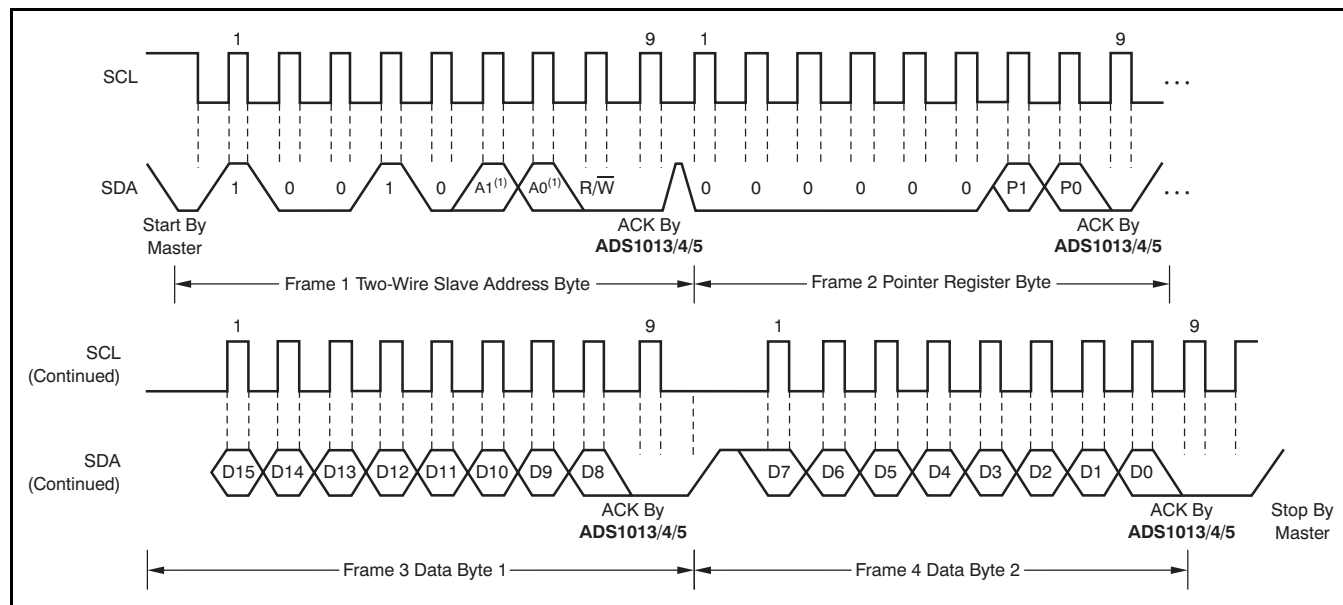 1 9 1 9
SCL ...
SDA 1 0 0 1 0 A1(1) A0(1) R/W̅ 0 0 0 0 0 0 P1 P0 ...
Start By Master
ACK By ADS1013/4/5
ACK By ADS1013/4/5
Frame 1 Two-Wire Slave Address Byte
Frame 2 Pointer Register Byte
1 9 1 9
SCL
(Continued)
SDA
(Continued)
D15 D14 D13 D12 D11 D10 D9 D8 D7 D6 D5 D4 D3 D2 D1 D0
ACK By ADS1013/4/5
ACK By ADS1013/4/5
Stop By Master
Frame 3 Data Byte 1
Frame 4 Data Byte 2